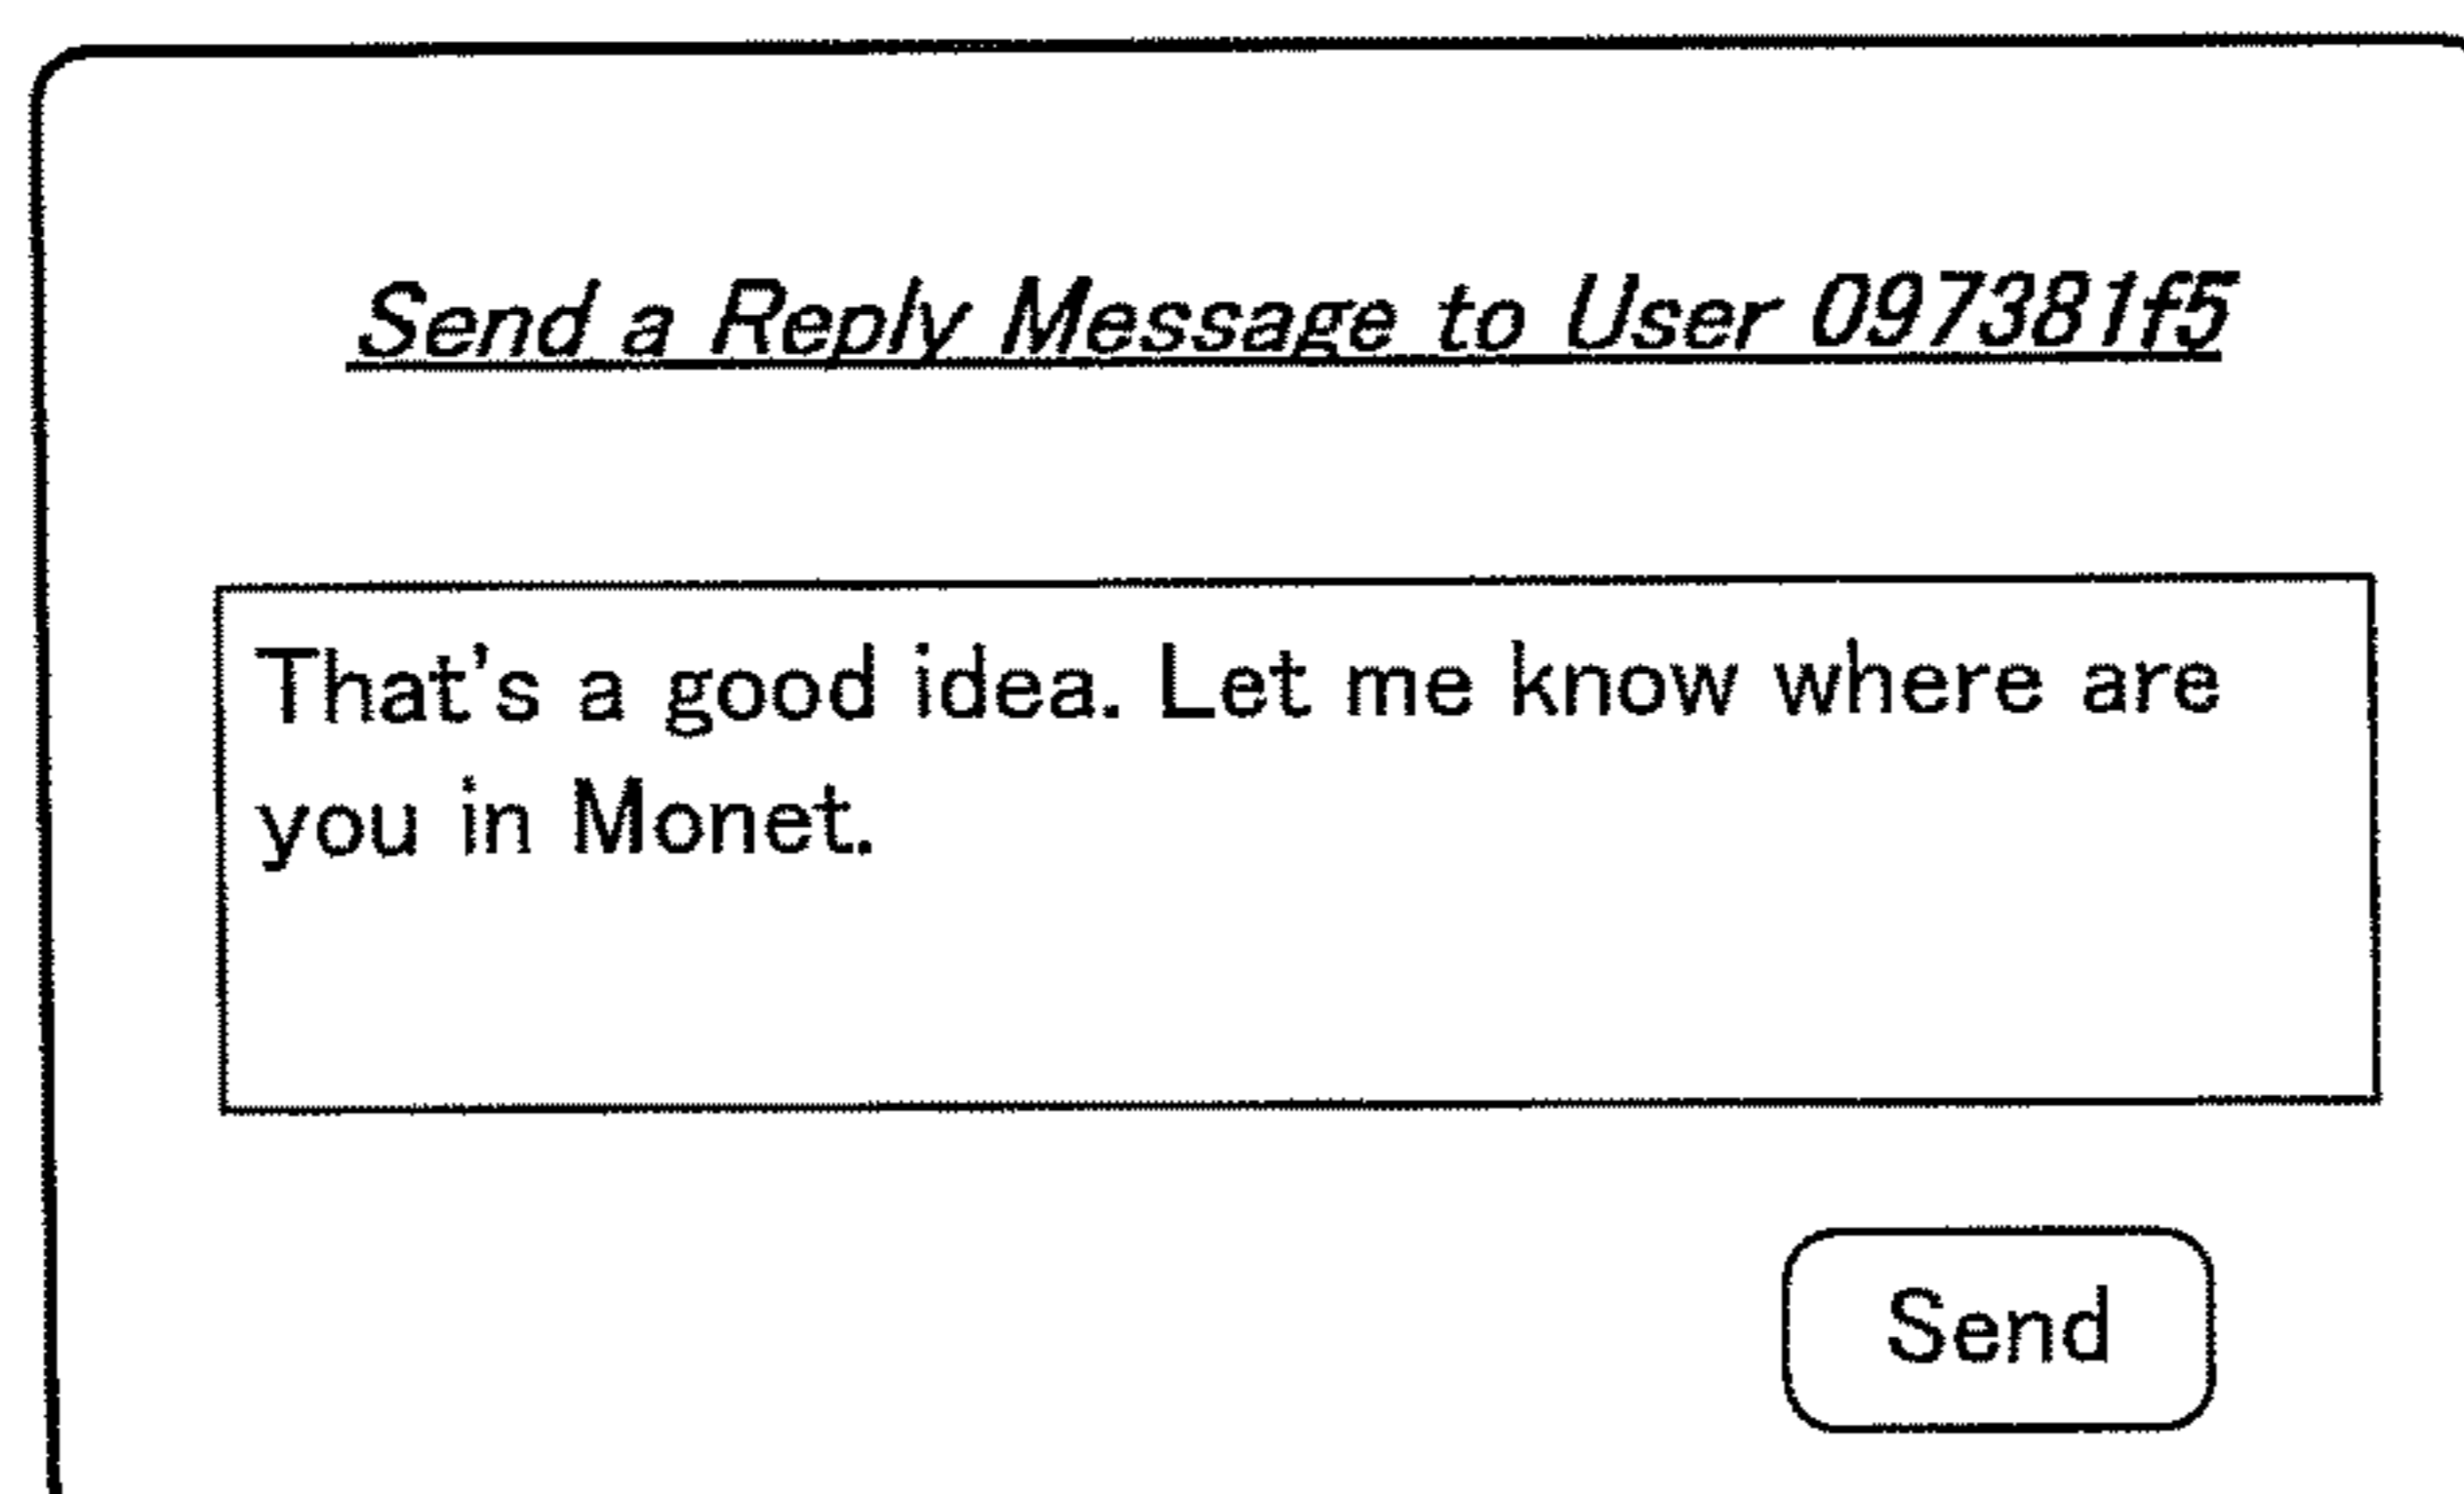 Send a Reply Message to User 097381f5
That's a good idea. Let me know where are
you in Monet.
Send